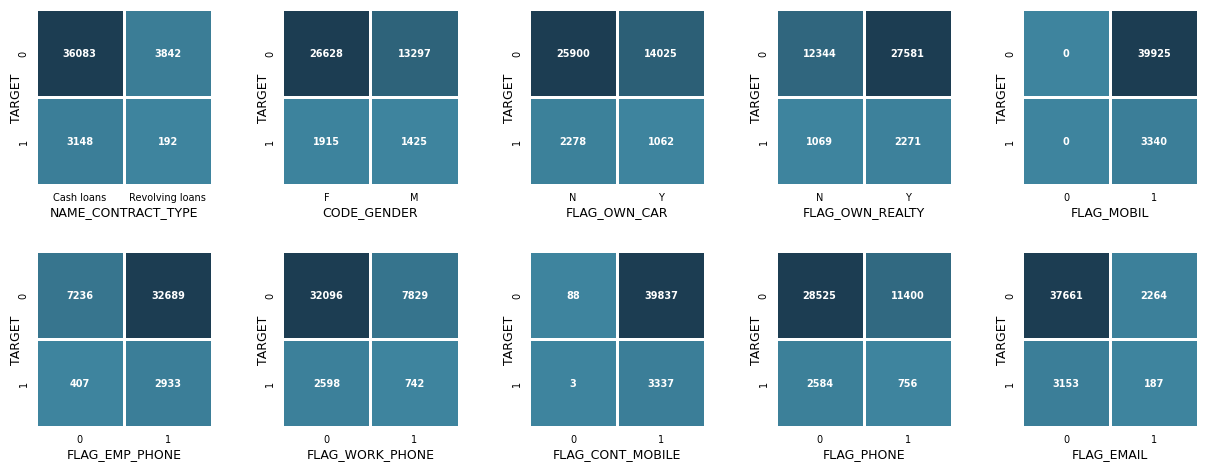 TARGET
0 36083 3842
1 3148 192
Cash loans Revolving loans
NAME_CONTRACT_TYPE
TARGET
0 26628 13297
1 1915 1425
F M
CODE_GENDER
TARGET
0 25900 14025
1 2278 1062
N Y
FLAG_OWN_CAR
TARGET
0 12344 27581
1 1069 2271
N Y
FLAG_OWN_REALTY
TARGET
0 0 39925
1 0 3340
0 1
FLAG_MOBIL
TARGET
0 7236 32689
1 407 2933
0 1
FLAG_EMP_PHONE
TARGET
0 32096 7829
1 2598 742
0 1
FLAG_WORK_PHONE
TARGET
0 88 39837
1 3 3337
0 1
FLAG_CONT_MOBILE
TARGET
0 28525 11400
1 2584 756
0 1
FLAG_PHONE
TARGET
0 37661 2264
1 3153 187
0 1
FLAG_EMAIL